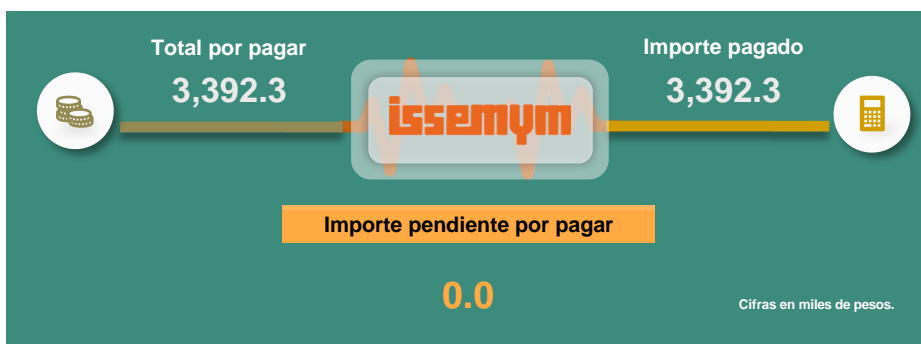 Total por pagar
3,392.3
Importe pagado
3,392.3
issemym
Importe pendiente por pagar
0.0
Cifras en miles de pesos.